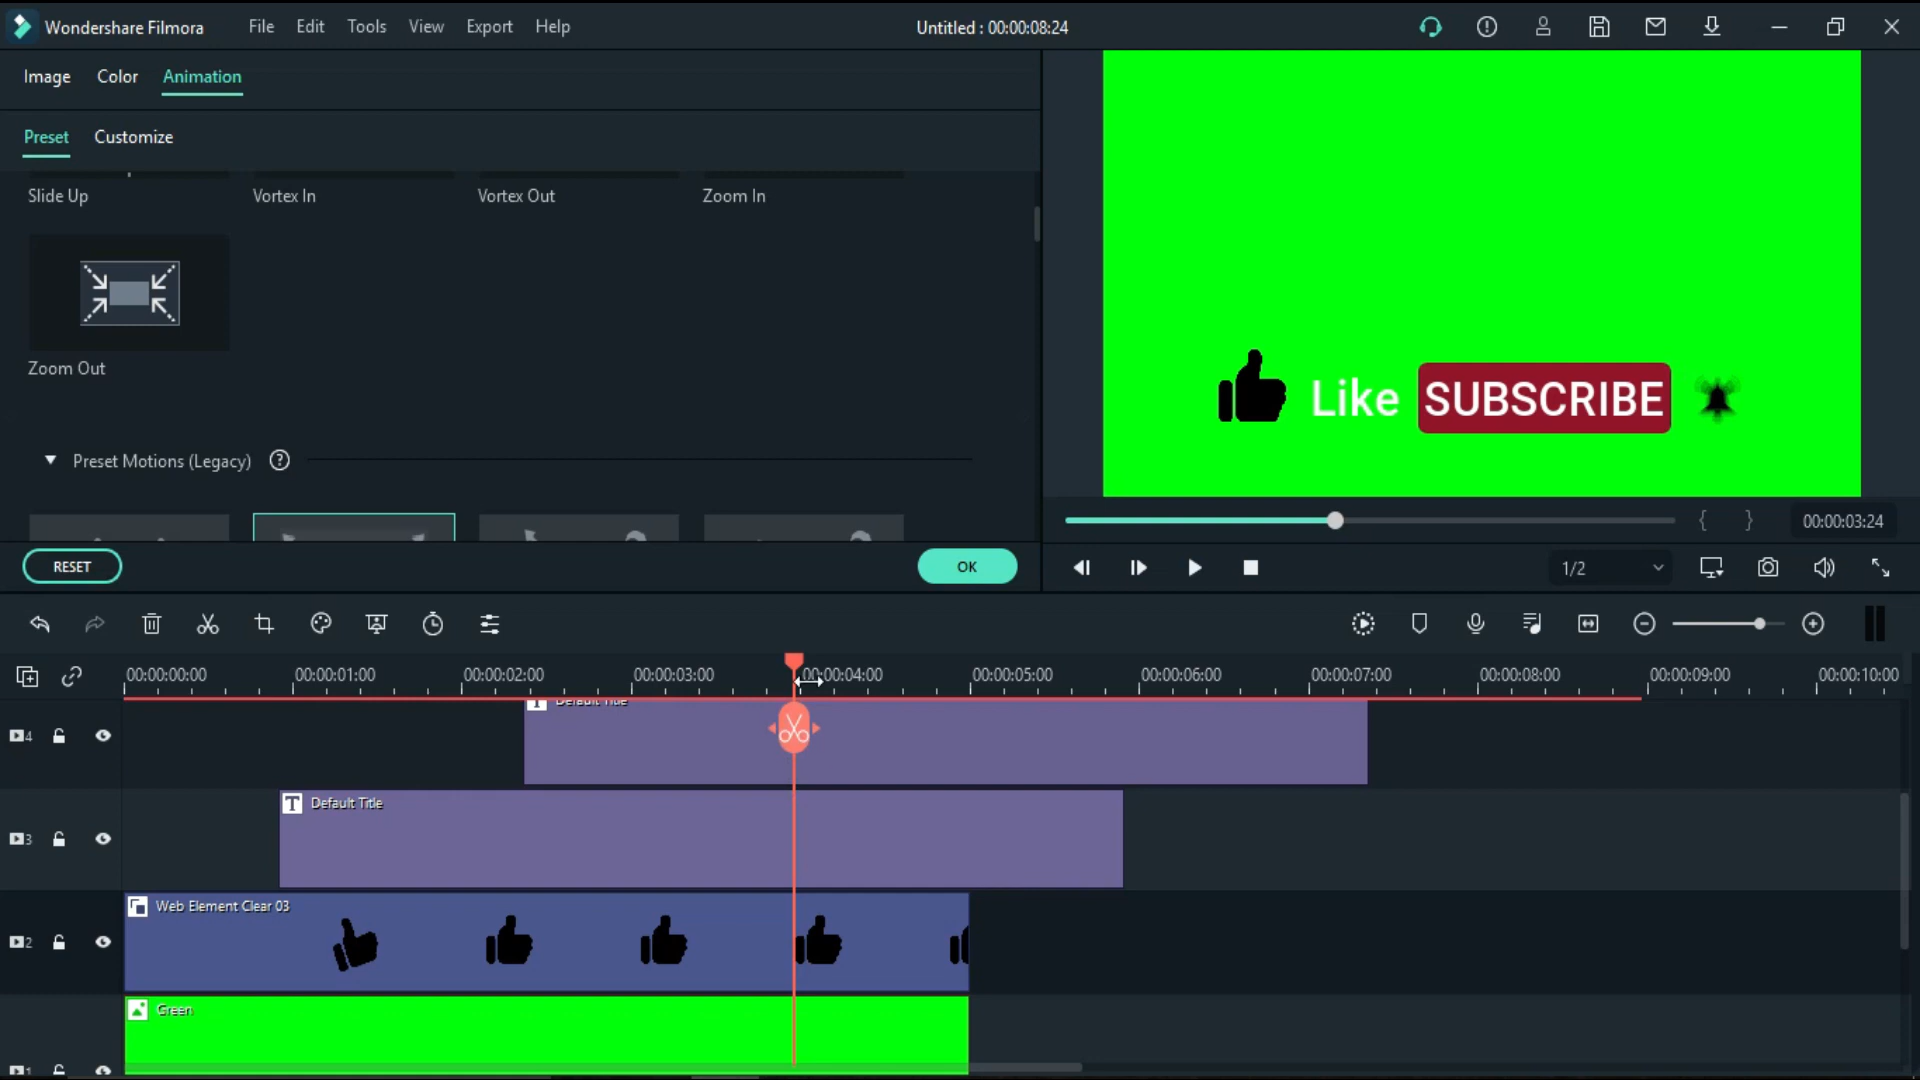 Wondershare Filmora File Edit Tools View Export Help Untitled : 00:00:08:24
Image Color Animation
Preset Customize
Slide Up Vortex In Vortex Out Zoom In
Zoom Out
Preset Motions (Legacy) ?
RESET OK
Like SUBSCRIBE
{ } 00:00:03:24
1/2
00:00:00:00 00:00:01:00 00:00:02:00 00:00:03:00 00:00:04:00 00:00:05:00 00:00:06:00 00:00:07:00 00:00:08:00 00:00:09:00 00:00:10:00
4 Default Title
3 T Default Title
2 Web Element Clear 03
1 Green